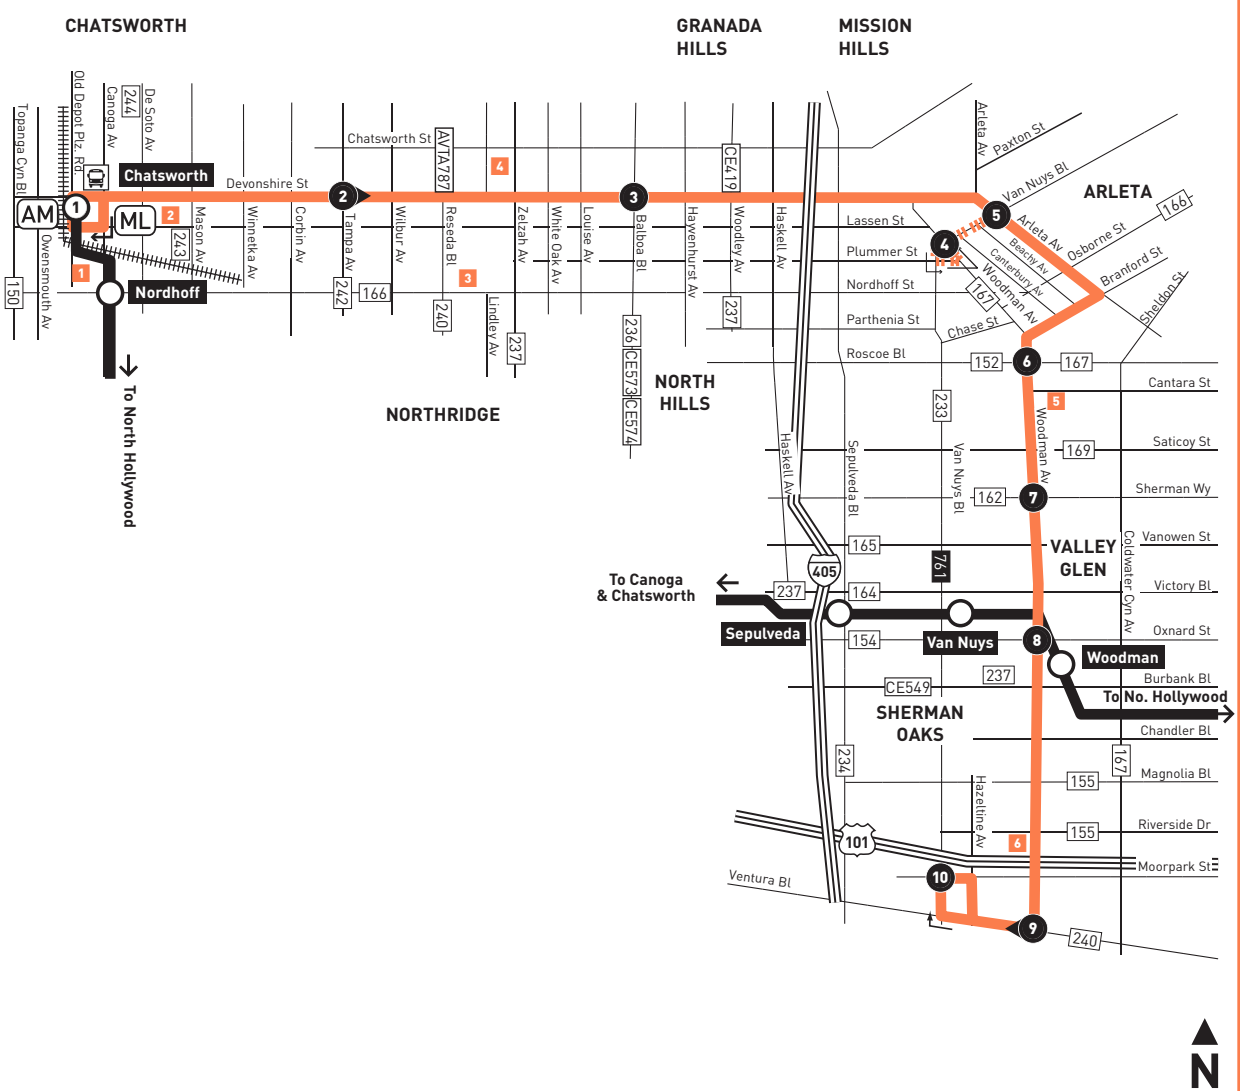 CHATSWORTH
GRANADA
HILLS
MISSION
HILLS
Topanga Cyn Bl
Old Depot Plz. Rd.
Canoga Av
244
De Soto Av
Chatsworth St
AVTA787
4
CE419
Arleta Av
Paxton St
Van Nuys Bl
ARLETA
166
Chatsworth
Devonshire St
AM
1
ML
2
243
2
3
5
Lassen St
Plummer St
Nordhoff St
Parthenia St
Roscoe Bl
4
Arleta Av
Beachy Av
Canterbury Av
Woodman Av
167
Osborne St
Branford St
Sheldon St
Chase St
Owensmouth Av
Mason Av
Winnetka Av
Corbin Av
Tampa Av
Wilbur Av
Reseda Bl
Zelzah Av
White Oak Av
Louise Av
Balboa Bl
Hayvenhurst Av
Woodley Av
Haskell Av
1
3
150
Nordhoff
242
166
240
Lindley Av
237
236
CE573
CE574
237
To North Hollywood
NORTHRIDGE
NORTH
HILLS
152
6
167
Cantara St
5
233
Woodman Av
Haskell Av
Sepulveda Bl
Van Nuys Bl
169
Saticoy St
162
7
Sherman Wy
165
761
VALLEY
GLEN
Coldwater Cyn Av
Vanowen St
405
To Canoga
& Chatsworth
237
164
Victory Bl
Sepulveda
154
Van Nuys
8
Oxnard St
Woodman
237
CE549
Burbank Bl
To No. Hollywood
SHERMAN
OAKS
Chandler Bl
234
167
Hazeltine Av
155
Magnolia Bl
155
Riverside Dr
101
6
Moorpark St
10
Ventura Bl
9
240
N